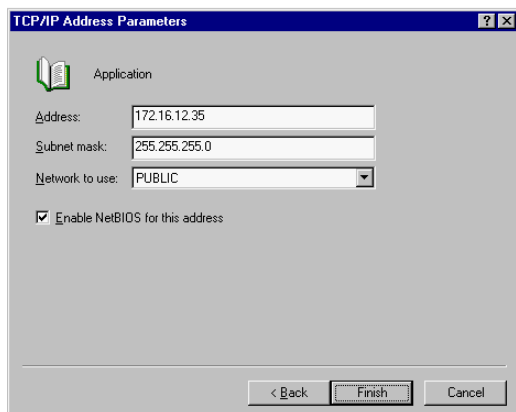 TCP/IP Address Parameters
Application
Address: 172.16.12.35
Subnet mask: 255.255.255.0
Network to use: PUBLIC
Enable NetBIOS for this address
< Back Finish Cancel